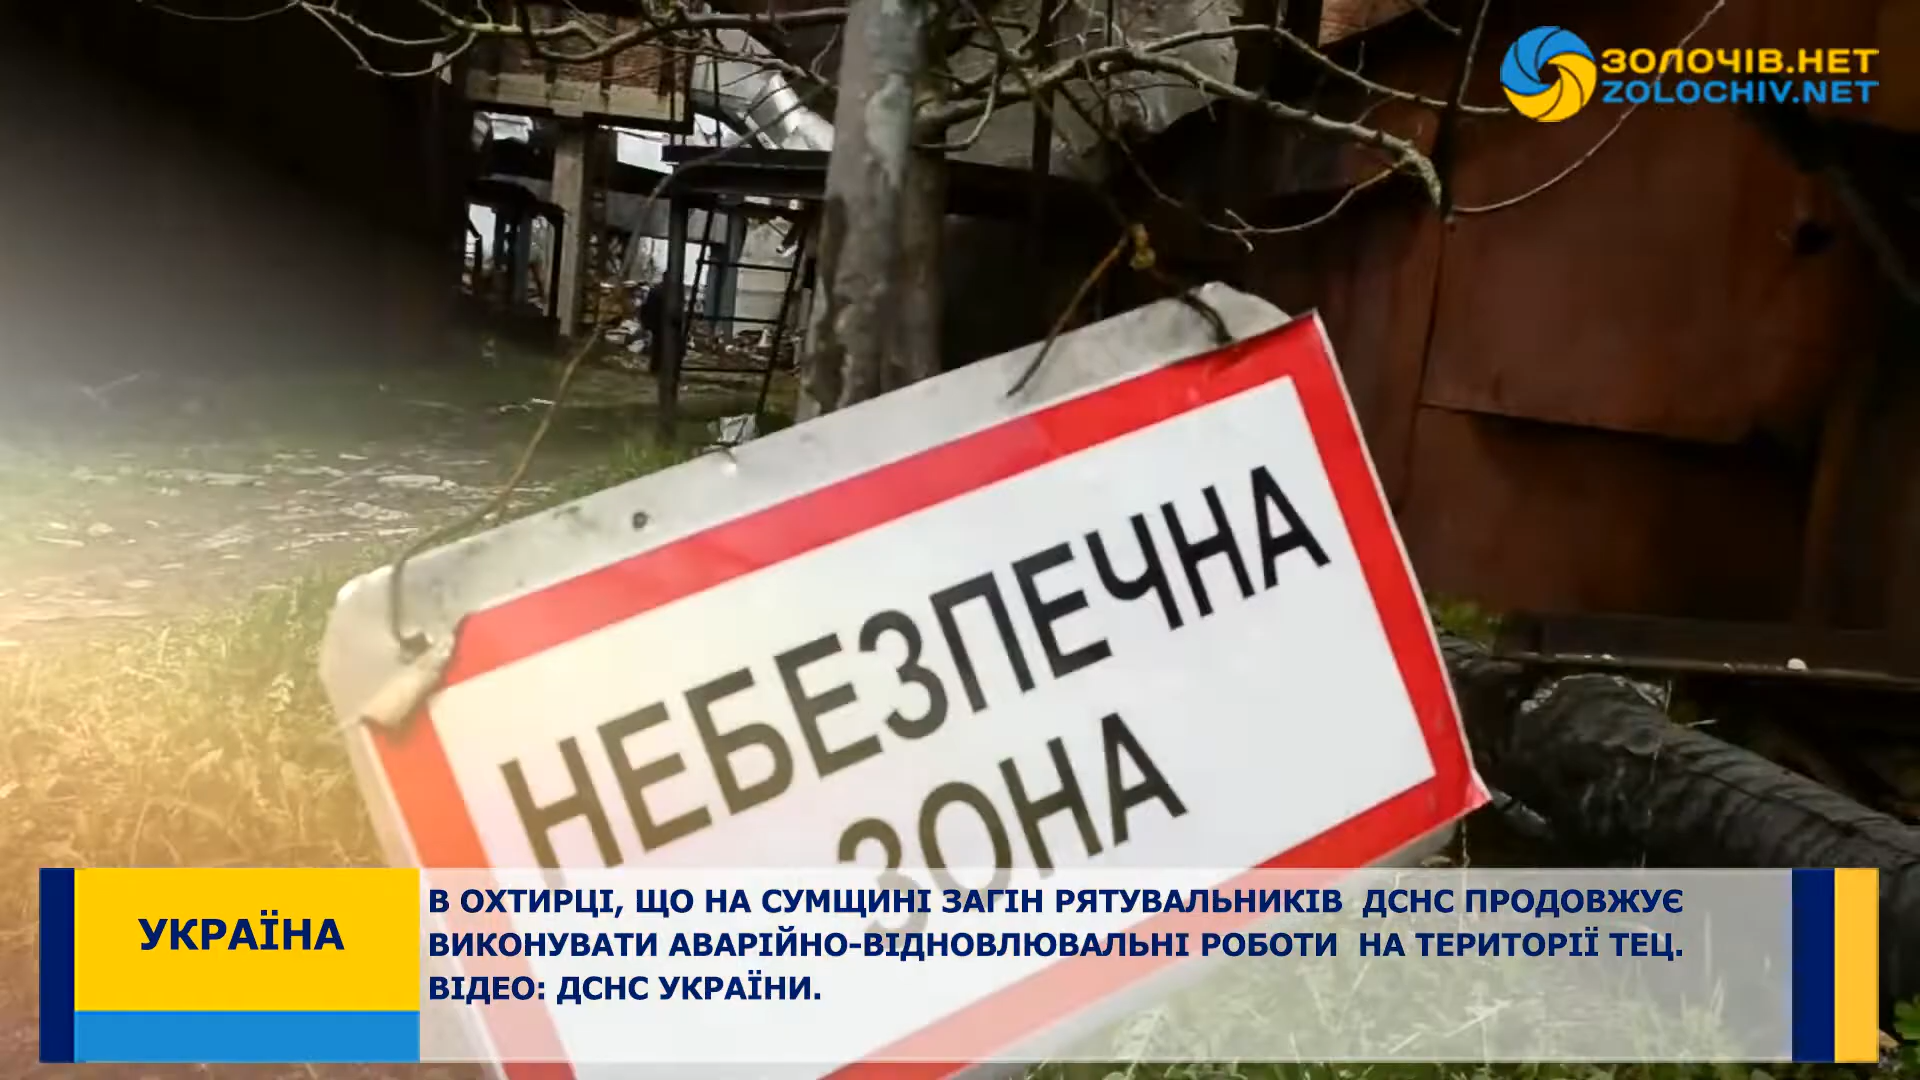 ЗОЛОЧІВ.НЕТ
ZOLOCHIV.NET
НЕБЕЗПЕЧНА
ЗОНА
УКРАЇНА
В ОХТИРЦІ, ЩО НА СУМЩИНІ ЗАГІН РЯТУВАЛЬНИКІВ ДСНС ПРОДОВЖУЄ
ВИКОНУВАТИ АВАРІЙНО-ВІДНОВЛЮВАЛЬНІ РОБОТИ НА ТЕРИТОРІЇ ТЕЦ.
ВІДЕО: ДСНС УКРАЇНИ.